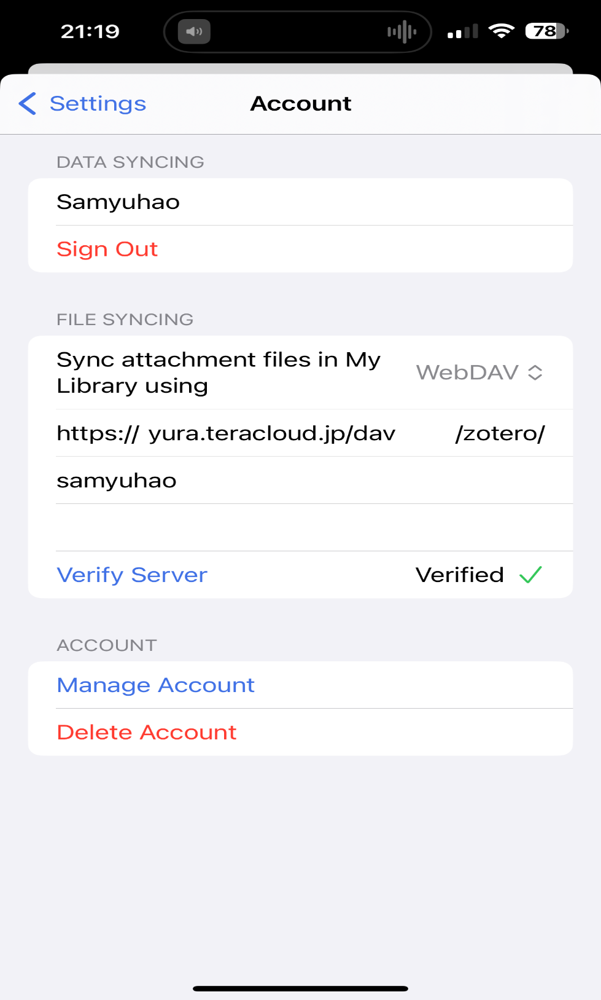 21:19
78
Settings
Account
DATA SYNCING
Samyuhao
Sign Out
FILE SYNCING
Sync attachment files in My
Library using
WebDAV
https:// yura.teracloud.jp/dav /zotero/
samyuhao
Verify Server
Verified
ACCOUNT
Manage Account
Delete Account